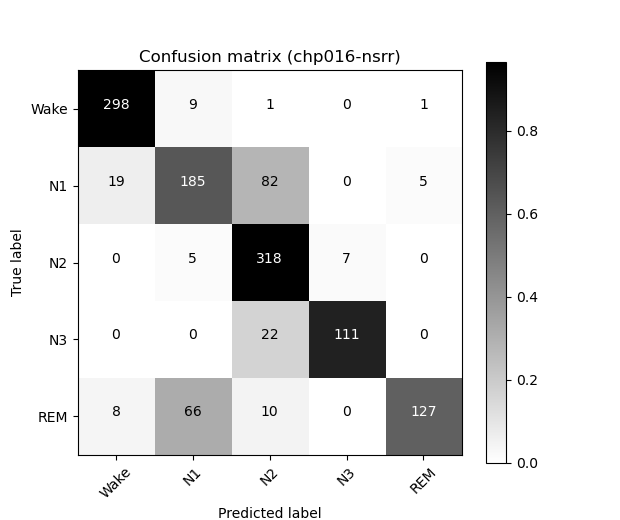 Confusion matrix (chp016-nsrr)
Wake 298 9 1 0 1
N1 19 185 82 0 5
N2 0 5 318 7 0
N3 0 0 22 111 0
REM 8 66 10 0 127
Wake N1 N2 N3 REM
Predicted label
True label
0.8
0.6
0.4
0.2
0.0